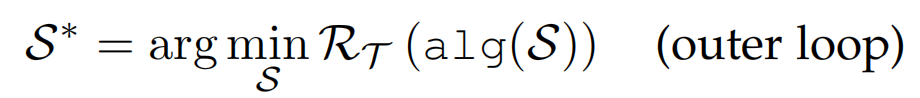 𝒮* = arg min_𝒮 ℛ_𝒯 (alg(𝒮)) (outer loop)